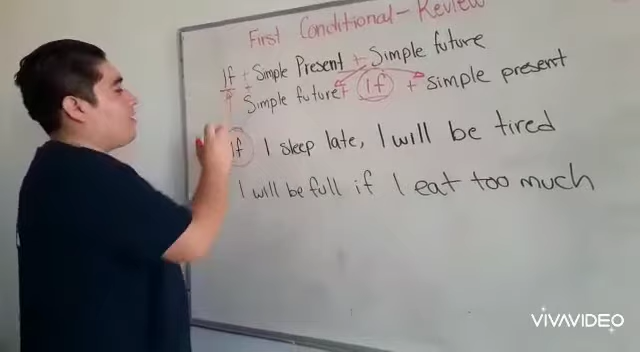 First Conditional - Review
If + Simple Present + Simple future
Simple future + If + simple present
If I sleep late, I will be tired
I will be full if I eat too much
VIVAVIDEO